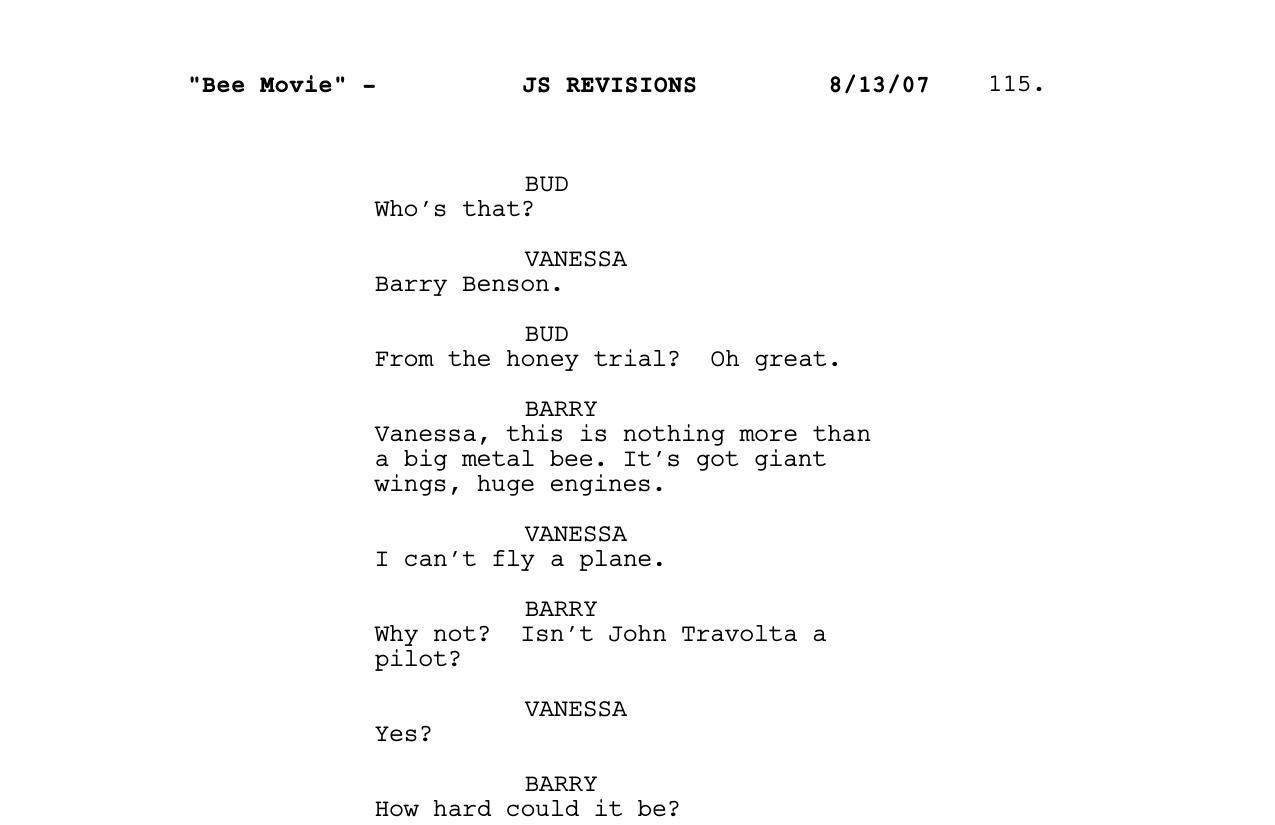 "Bee Movie" - JS REVISIONS 8/13/07 115.
BUD
Who's that?
VANESSA
Barry Benson.
BUD
From the honey trial?  Oh great.
BARRY
Vanessa, this is nothing more than
a big metal bee. It's got giant
wings, huge engines.
VANESSA
I can't fly a plane.
BARRY
Why not?  Isn't John Travolta a
pilot?
VANESSA
Yes?
BARRY
How hard could it be?